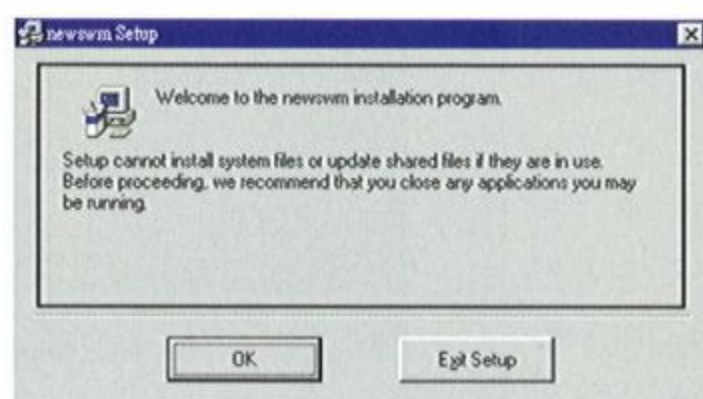 newswm Setup
Welcome to the newswm installation program.
Setup cannot install system files or update shared files if they are in use.
Before proceeding, we recommend that you close any applications you may
be running.
OK
Exit Setup